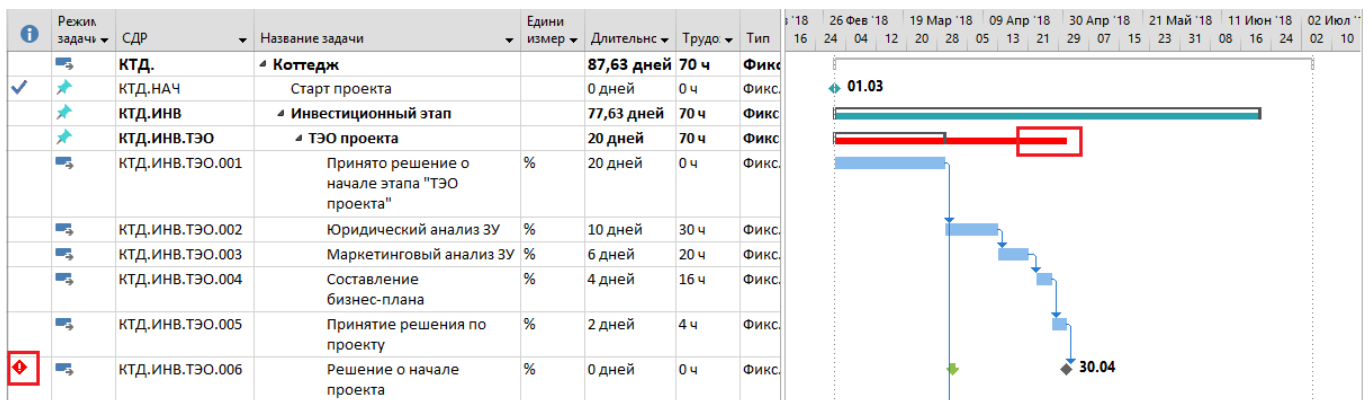 Режим задачи СДР Название задачи Едини измер Длительнс Трудо: Тип
'18 26 Фев '18 19 Мар '18 09 Апр '18 30 Апр '18 21 Май '18 11 Июн '18 02 Июл '
16 24 04 12 20 28 05 13 21 29 07 15 23 31 08 16 24 02 10
КТД. Коттедж 87,63 дней 70 ч Фикс
КТД.НАЧ Старт проекта 0 дней 0 ч Фикс. 01.03
КТД.ИНВ Инвестиционный этап 77,63 дней 70 ч Фикс
КТД.ИНВ.ТЭО ТЭО проекта 20 дней 70 ч Фикс
КТД.ИНВ.ТЭО.001 Принято решение о % 20 дней 0 ч Фикс.
начале этапа "ТЭО
проекта"
КТД.ИНВ.ТЭО.002 Юридический анализ ЗУ % 10 дней 30 ч Фикс.
КТД.ИНВ.ТЭО.003 Маркетинговый анализ ЗУ % 6 дней 20 ч Фикс.
КТД.ИНВ.ТЭО.004 Составление % 4 дней 16 ч Фикс.
бизнес-плана
КТД.ИНВ.ТЭО.005 Принятие решения по % 2 дней 4 ч Фикс.
проекту
КТД.ИНВ.ТЭО.006 Решение о начале % 0 дней 0 ч Фикс. 30.04
проекта